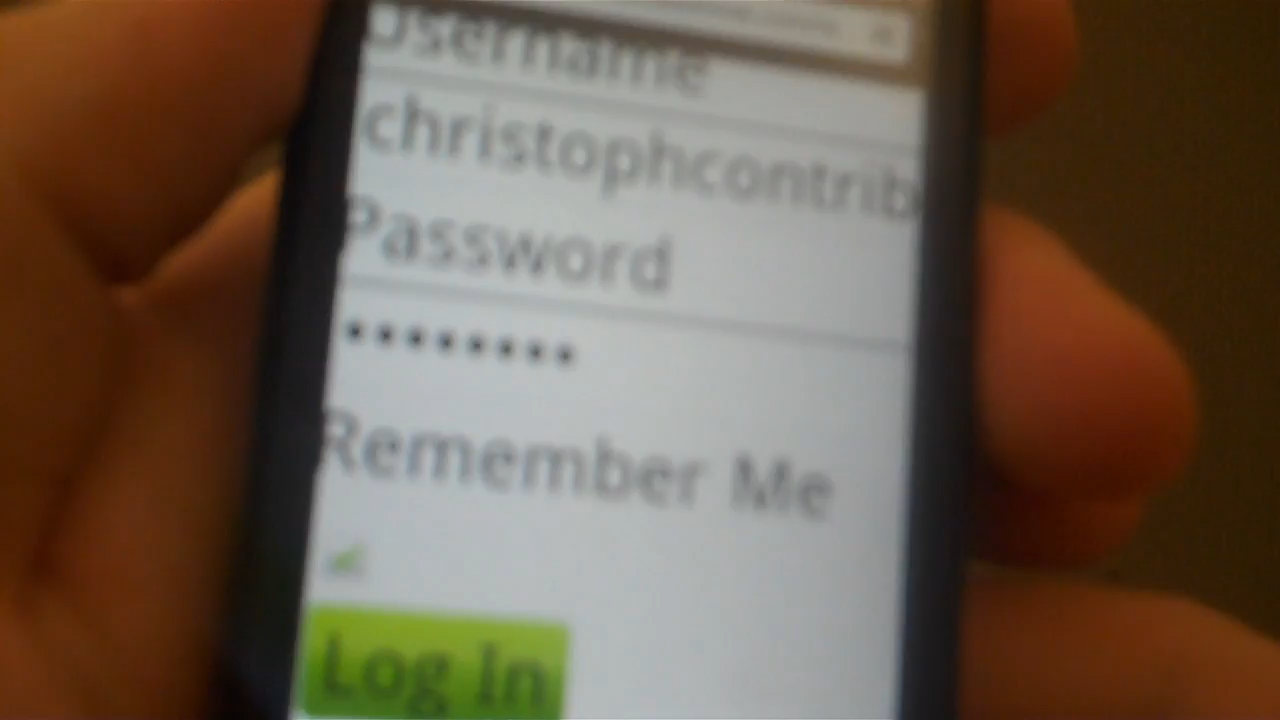 Username
christophcontrib
Password
••••••••
Remember Me
Log In